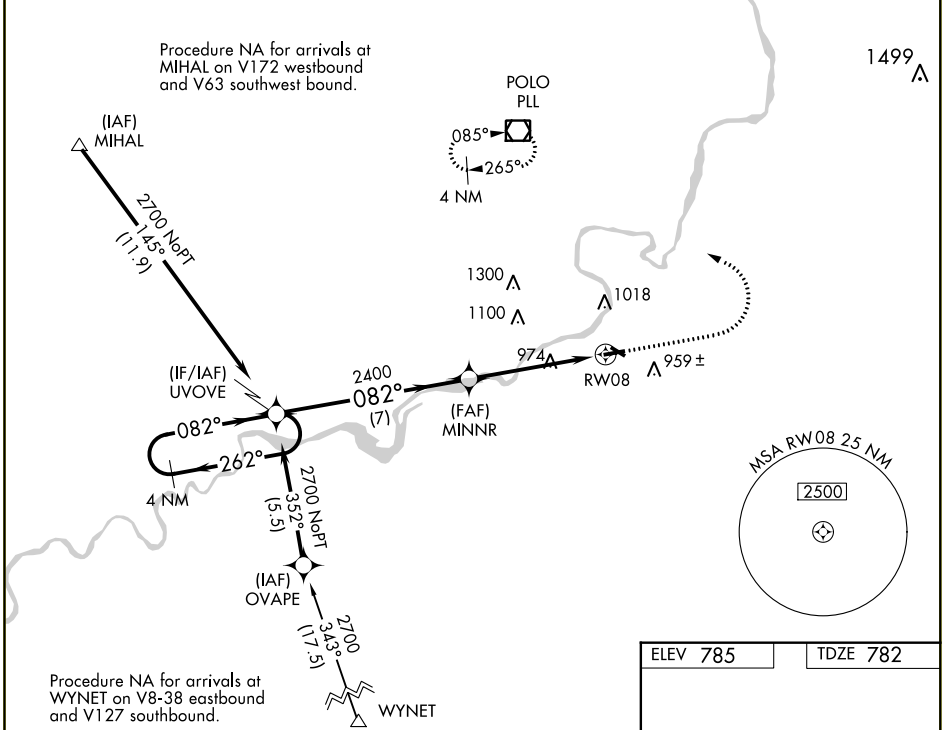 Procedure NA for arrivals at
MIHAL on V172 westbound
and V63 southwest bound.
1499
POLO
PLL
085°
265°
4 NM
(IAF)
MIHAL
2700 NoPT
145°
(11.9)
1300
1100
1018
974
959 ±
RW08
(IF/IAF)
UVOVE
2400
082°
(7)
(FAF)
MINNR
082°
262°
4 NM
2700 NoPT
352°
(5.5)
(IAF)
OVAPE
2700
343°
(17.5)
WYNET
MSA RW08 25 NM
2500
Procedure NA for arrivals at
WYNET on V8-38 eastbound
and V127 southbound.
ELEV 785
TDZE 782